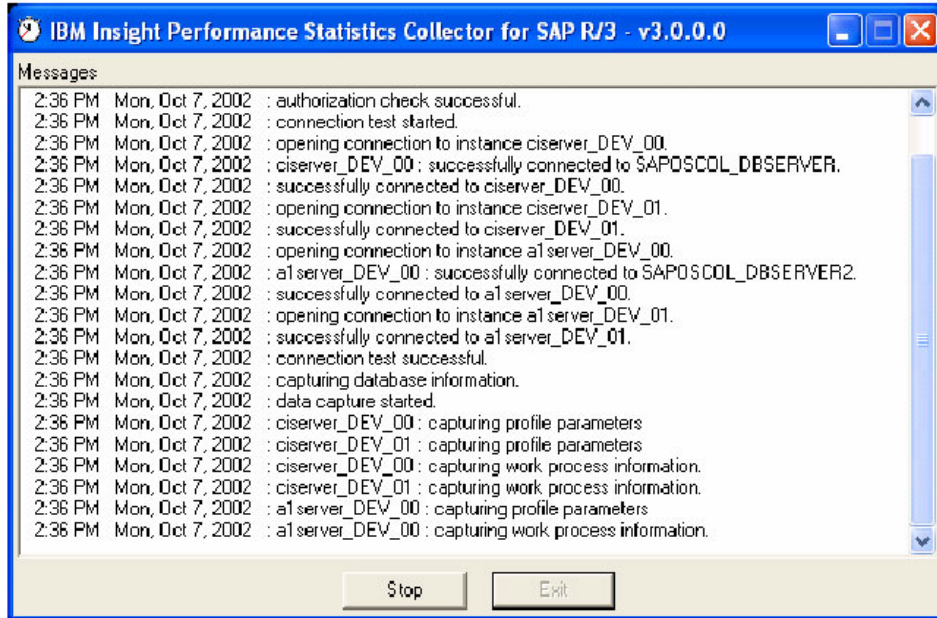 IBM Insight Performance Statistics Collector for SAP R/3 - v3.0.0.0
Messages
2:36 PM Mon, Oct 7, 2002 : authorization check successful.
2:36 PM Mon, Oct 7, 2002 : connection test started.
2:36 PM Mon, Oct 7, 2002 : opening connection to instance ciserver_DEV_00.
2:36 PM Mon, Oct 7, 2002 : ciserver_DEV_00 : successfully connected to SAPOSCOL_DBSERVER.
2:36 PM Mon, Oct 7, 2002 : successfully connected to ciserver_DEV_00.
2:36 PM Mon, Oct 7, 2002 : opening connection to instance ciserver_DEV_01.
2:36 PM Mon, Oct 7, 2002 : successfully connected to ciserver_DEV_01.
2:36 PM Mon, Oct 7, 2002 : opening connection to instance a1server_DEV_00.
2:36 PM Mon, Oct 7, 2002 : a1server_DEV_00 : successfully connected to SAPOSCOL_DBSERVER2.
2:36 PM Mon, Oct 7, 2002 : successfully connected to a1server_DEV_00.
2:36 PM Mon, Oct 7, 2002 : opening connection to instance a1server_DEV_01.
2:36 PM Mon, Oct 7, 2002 : successfully connected to a1server_DEV_01.
2:36 PM Mon, Oct 7, 2002 : connection test successful.
2:36 PM Mon, Oct 7, 2002 : capturing database information.
2:36 PM Mon, Oct 7, 2002 : data capture started.
2:36 PM Mon, Oct 7, 2002 : ciserver_DEV_00 : capturing profile parameters
2:36 PM Mon, Oct 7, 2002 : ciserver_DEV_01 : capturing profile parameters
2:36 PM Mon, Oct 7, 2002 : ciserver_DEV_00 : capturing work process information.
2:36 PM Mon, Oct 7, 2002 : ciserver_DEV_01 : capturing work process information.
2:36 PM Mon, Oct 7, 2002 : a1server_DEV_00 : capturing profile parameters
2:36 PM Mon, Oct 7, 2002 : a1server_DEV_00 : capturing work process information.
Stop Exit